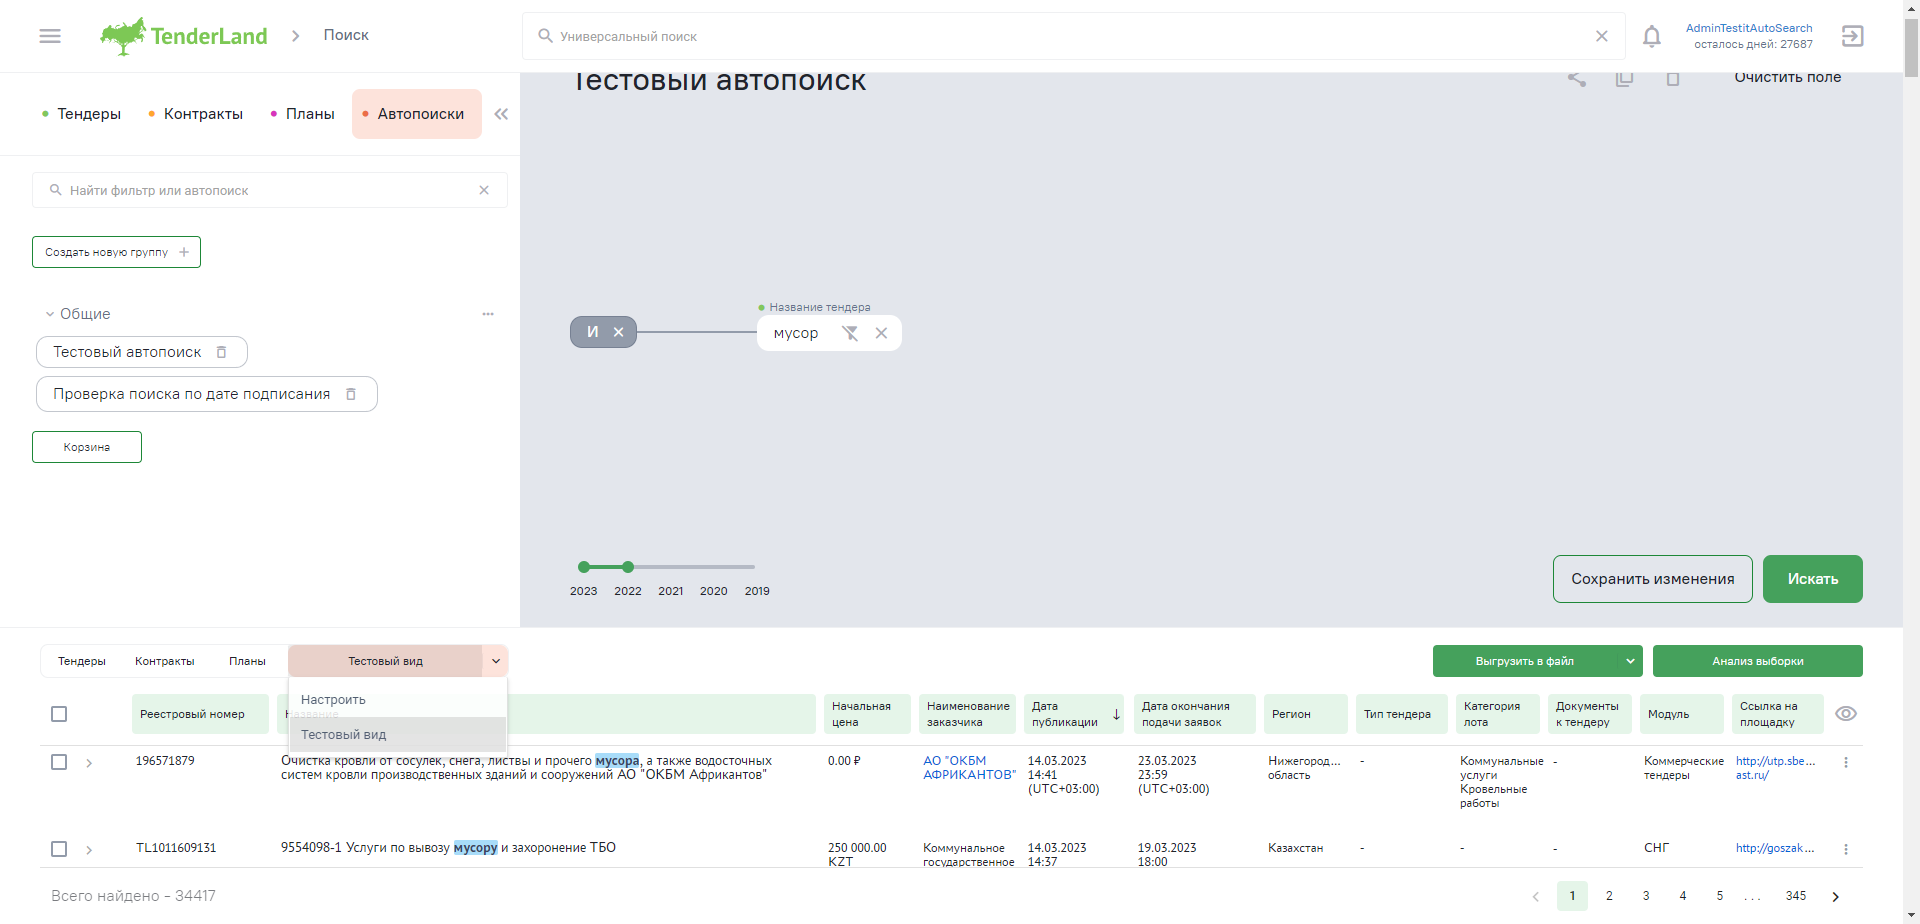 TenderLand
Поиск
Универсальный поиск
AdminTestitAutoSearch
осталось дней: 27687
Тендеры
Контракты
Планы
Автопоиски
Тестовый автопоиск
Очистить поле
Найти фильтр или автопоиск
Создать новую группу
Общие
Тестовый автопоиск
Проверка поиска по дате подписания
Корзина
Название тендера
И
мусор
2023 2022 2021 2020 2019
Сохранить изменения
Искать
Тендеры
Контракты
Планы
Тестовый вид
Выгрузить в файл
Анализ выборки
Настроить
Тестовый вид
Реестровый номер
Название
Начальная
цена
Наименование
заказчика
Дата
публикации
Дата окончания
подачи заявок
Регион
Тип тендера
Категория
лота
Документы
к тендеру
Модуль
Ссылка на
площадку
196571879
Очистка кровли от сосулек, снега, листвы и прочего мусора, а также водосточных
систем кровли производственных зданий и сооружений АО "ОКБМ Африкантов"
0.00 ₽
АО "ОКБМ
АФРИКАНТОВ"
14.03.2023
14:41
(UTC+03:00)
23.03.2023
23:59
(UTC+03:00)
Нижегород...
область
-
Коммунальные
услуги
Кровельные
работы
-
Коммерческие
тендеры
http://utp.sbe...
ast.ru/
TL1011609131
9554098-1 Услуги по вывозу мусору и захоронение ТБО
250 000.00
KZT
Коммунальное
государственное
14.03.2023
14:37
19.03.2023
18:00
Казахстан
-
-
-
СНГ
http://goszak...
Всего найдено - 34417
1 2 3 4 5 ... 345